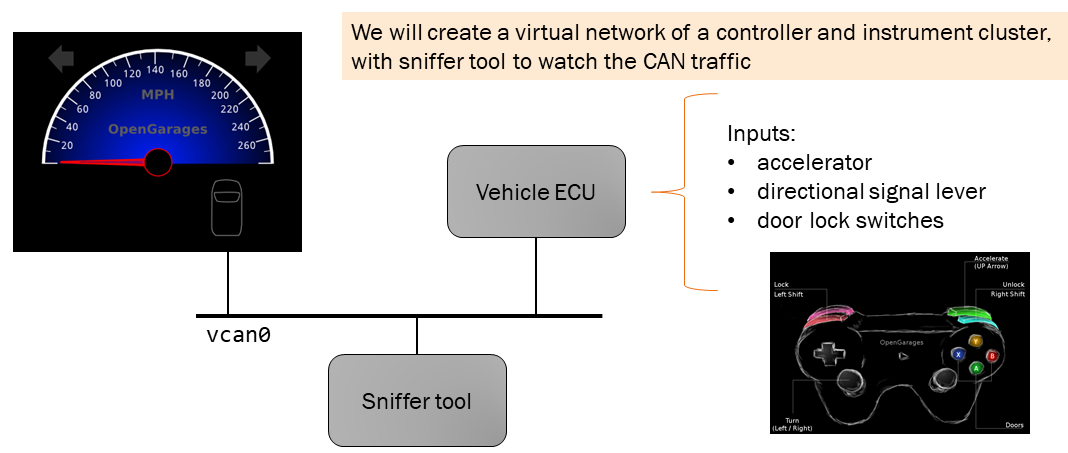 We will create a virtual network of a controller and instrument cluster,
with sniffer tool to watch the CAN traffic
20
40
60
80
100
120
140
160
180
200
220
240
260
MPH
OpenGarages
Vehicle ECU
Inputs:
• accelerator
• directional signal lever
• door lock switches
vcan0
Sniffer tool
Accelerate
(UP Arrow)
Lock
Left Shift
Unlock
Right Shift
OpenGarages
Y
X
B
A
Turn
(Left / Right)
Doors